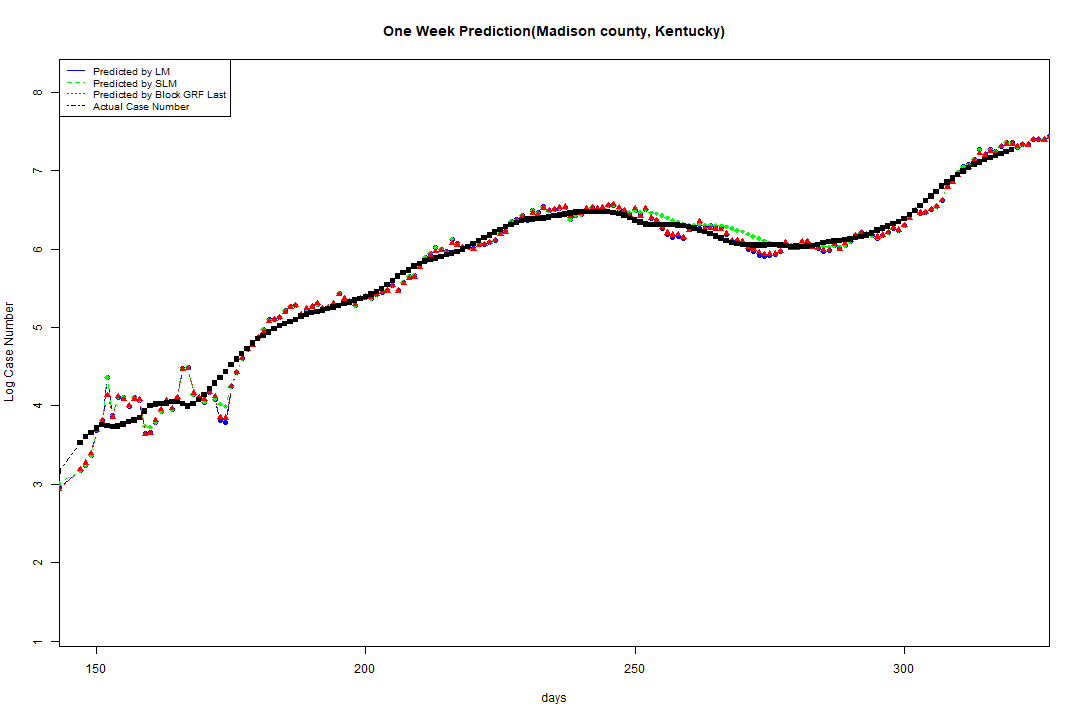 One Week Prediction(Madison county, Kentucky)
Predicted by LM
Predicted by SLM
Predicted by Block GRF Last
Actual Case Number
8
7
6
5
4
3
2
1
Log Case Number
150 200 250 300
days